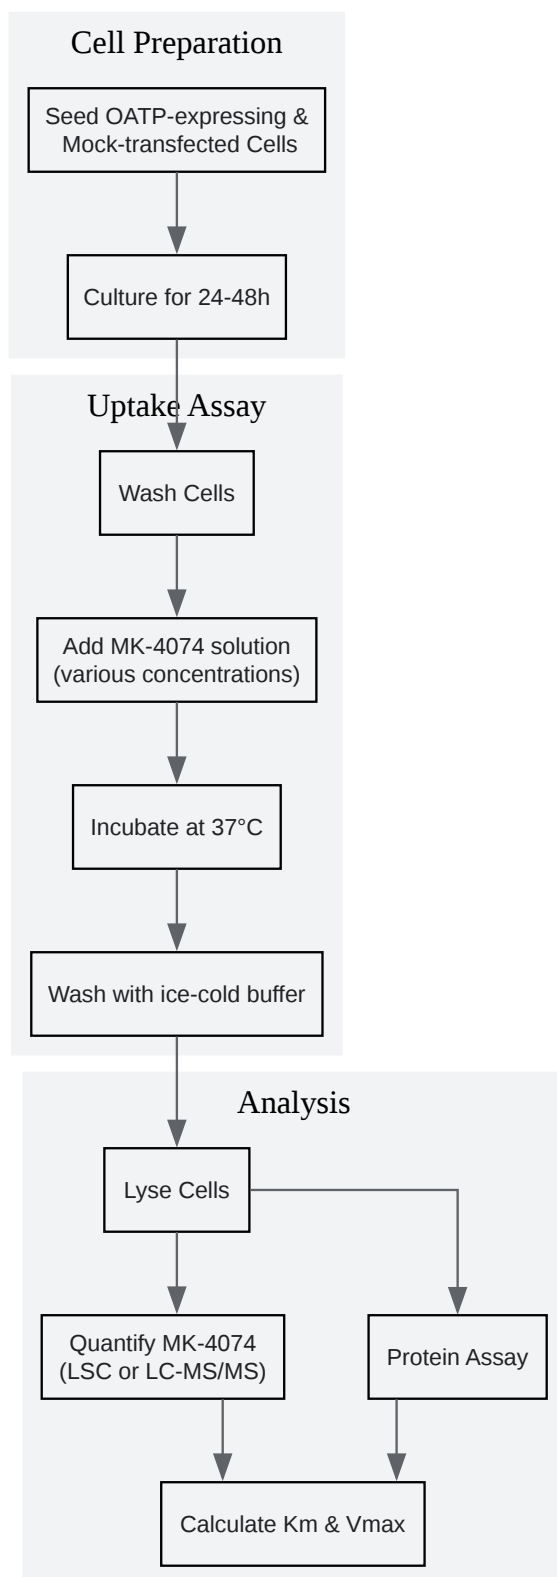 Cell Preparation
Seed OATP-expressing &
Mock-transfected Cells
Culture for 24-48h
Uptake Assay
Wash Cells
Add MK-4074 solution
(various concentrations)
Incubate at 37°C
Wash with ice-cold buffer
Analysis
Lyse Cells
Quantify MK-4074
(LSC or LC-MS/MS)
Protein Assay
Calculate Km & Vmax